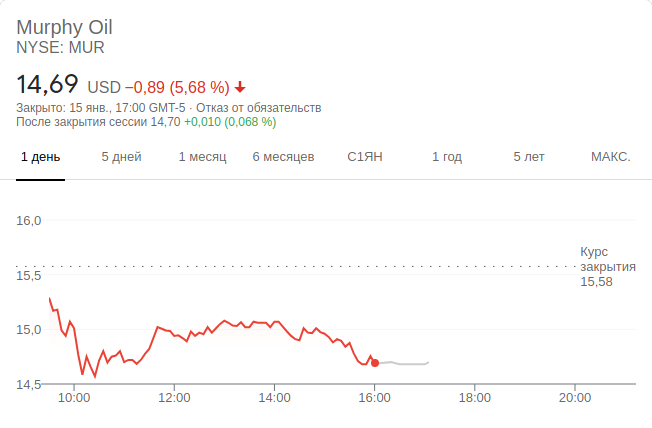 Murphy Oil
NYSE: MUR
14,69 USD −0,89 (5,68 %) ↓
Закрыто: 15 янв., 17:00 GMT-5 · Отказ от обязательств
После закрытия сессии 14,70 +0,010 (0,068 %)
1 день 5 дней 1 месяц 6 месяцев С1ЯН 1 год 5 лет МАКС.
16,0
Курс
закрытия
15,58
15,5
15,0
14,5
10:00 12:00 14:00 16:00 18:00 20:00